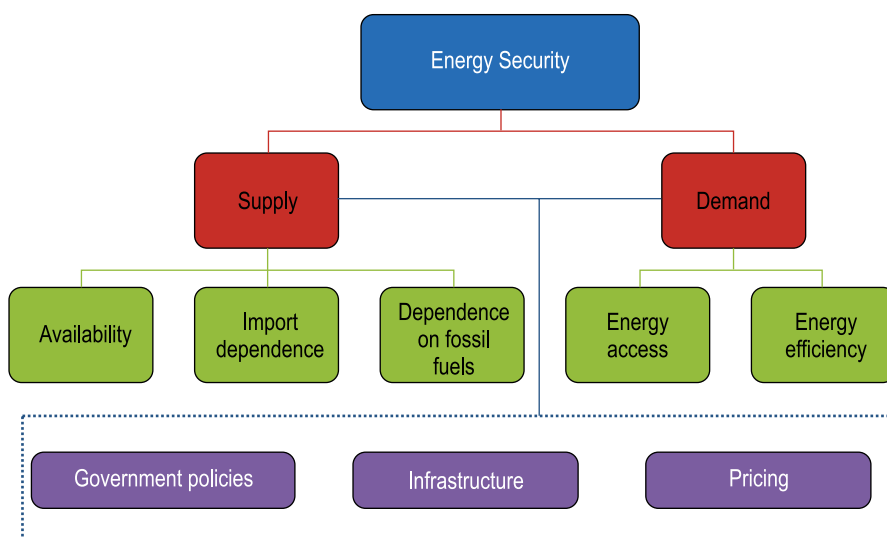 Energy Security
Supply
Demand
Availability
Import
dependence
Dependence
on fossil
fuels
Energy
access
Energy
efficiency
Government policies
Infrastructure
Pricing